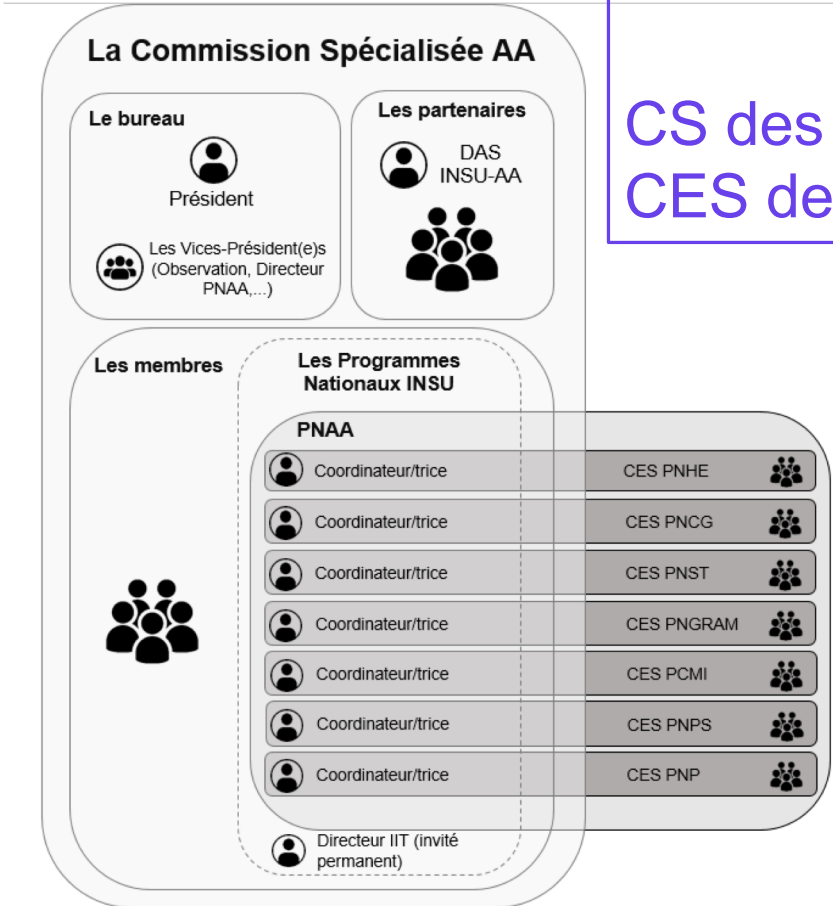 La Commission Spécialisée AA
CS des
CES de
Le bureau
Président
Les Vices-Président(e)s
(Observation, Directeur
PNAA,...)
Les partenaires
DAS
INSU-AA
Les membres
Les Programmes
Nationaux INSU
PNAA
Coordinateur/trice CES PNHE
Coordinateur/trice CES PNCG
Coordinateur/trice CES PNST
Coordinateur/trice CES PNGRAM
Coordinateur/trice CES PCMI
Coordinateur/trice CES PNPS
Coordinateur/trice CES PNP
Directeur IIT (invité
permanent)